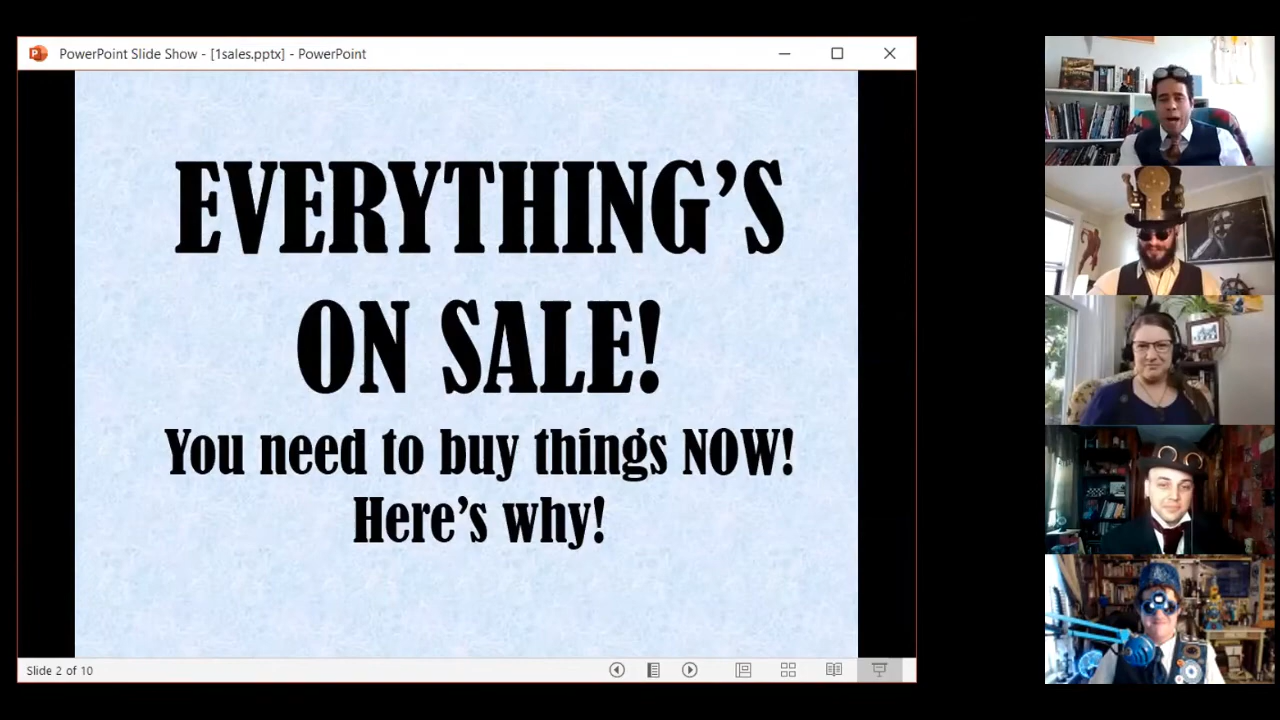 PowerPoint Slide Show - [1sales.pptx] - PowerPoint
EVERYTHING’S
ON SALE!
You need to buy things NOW!
Here’s why!
Slide 2 of 10